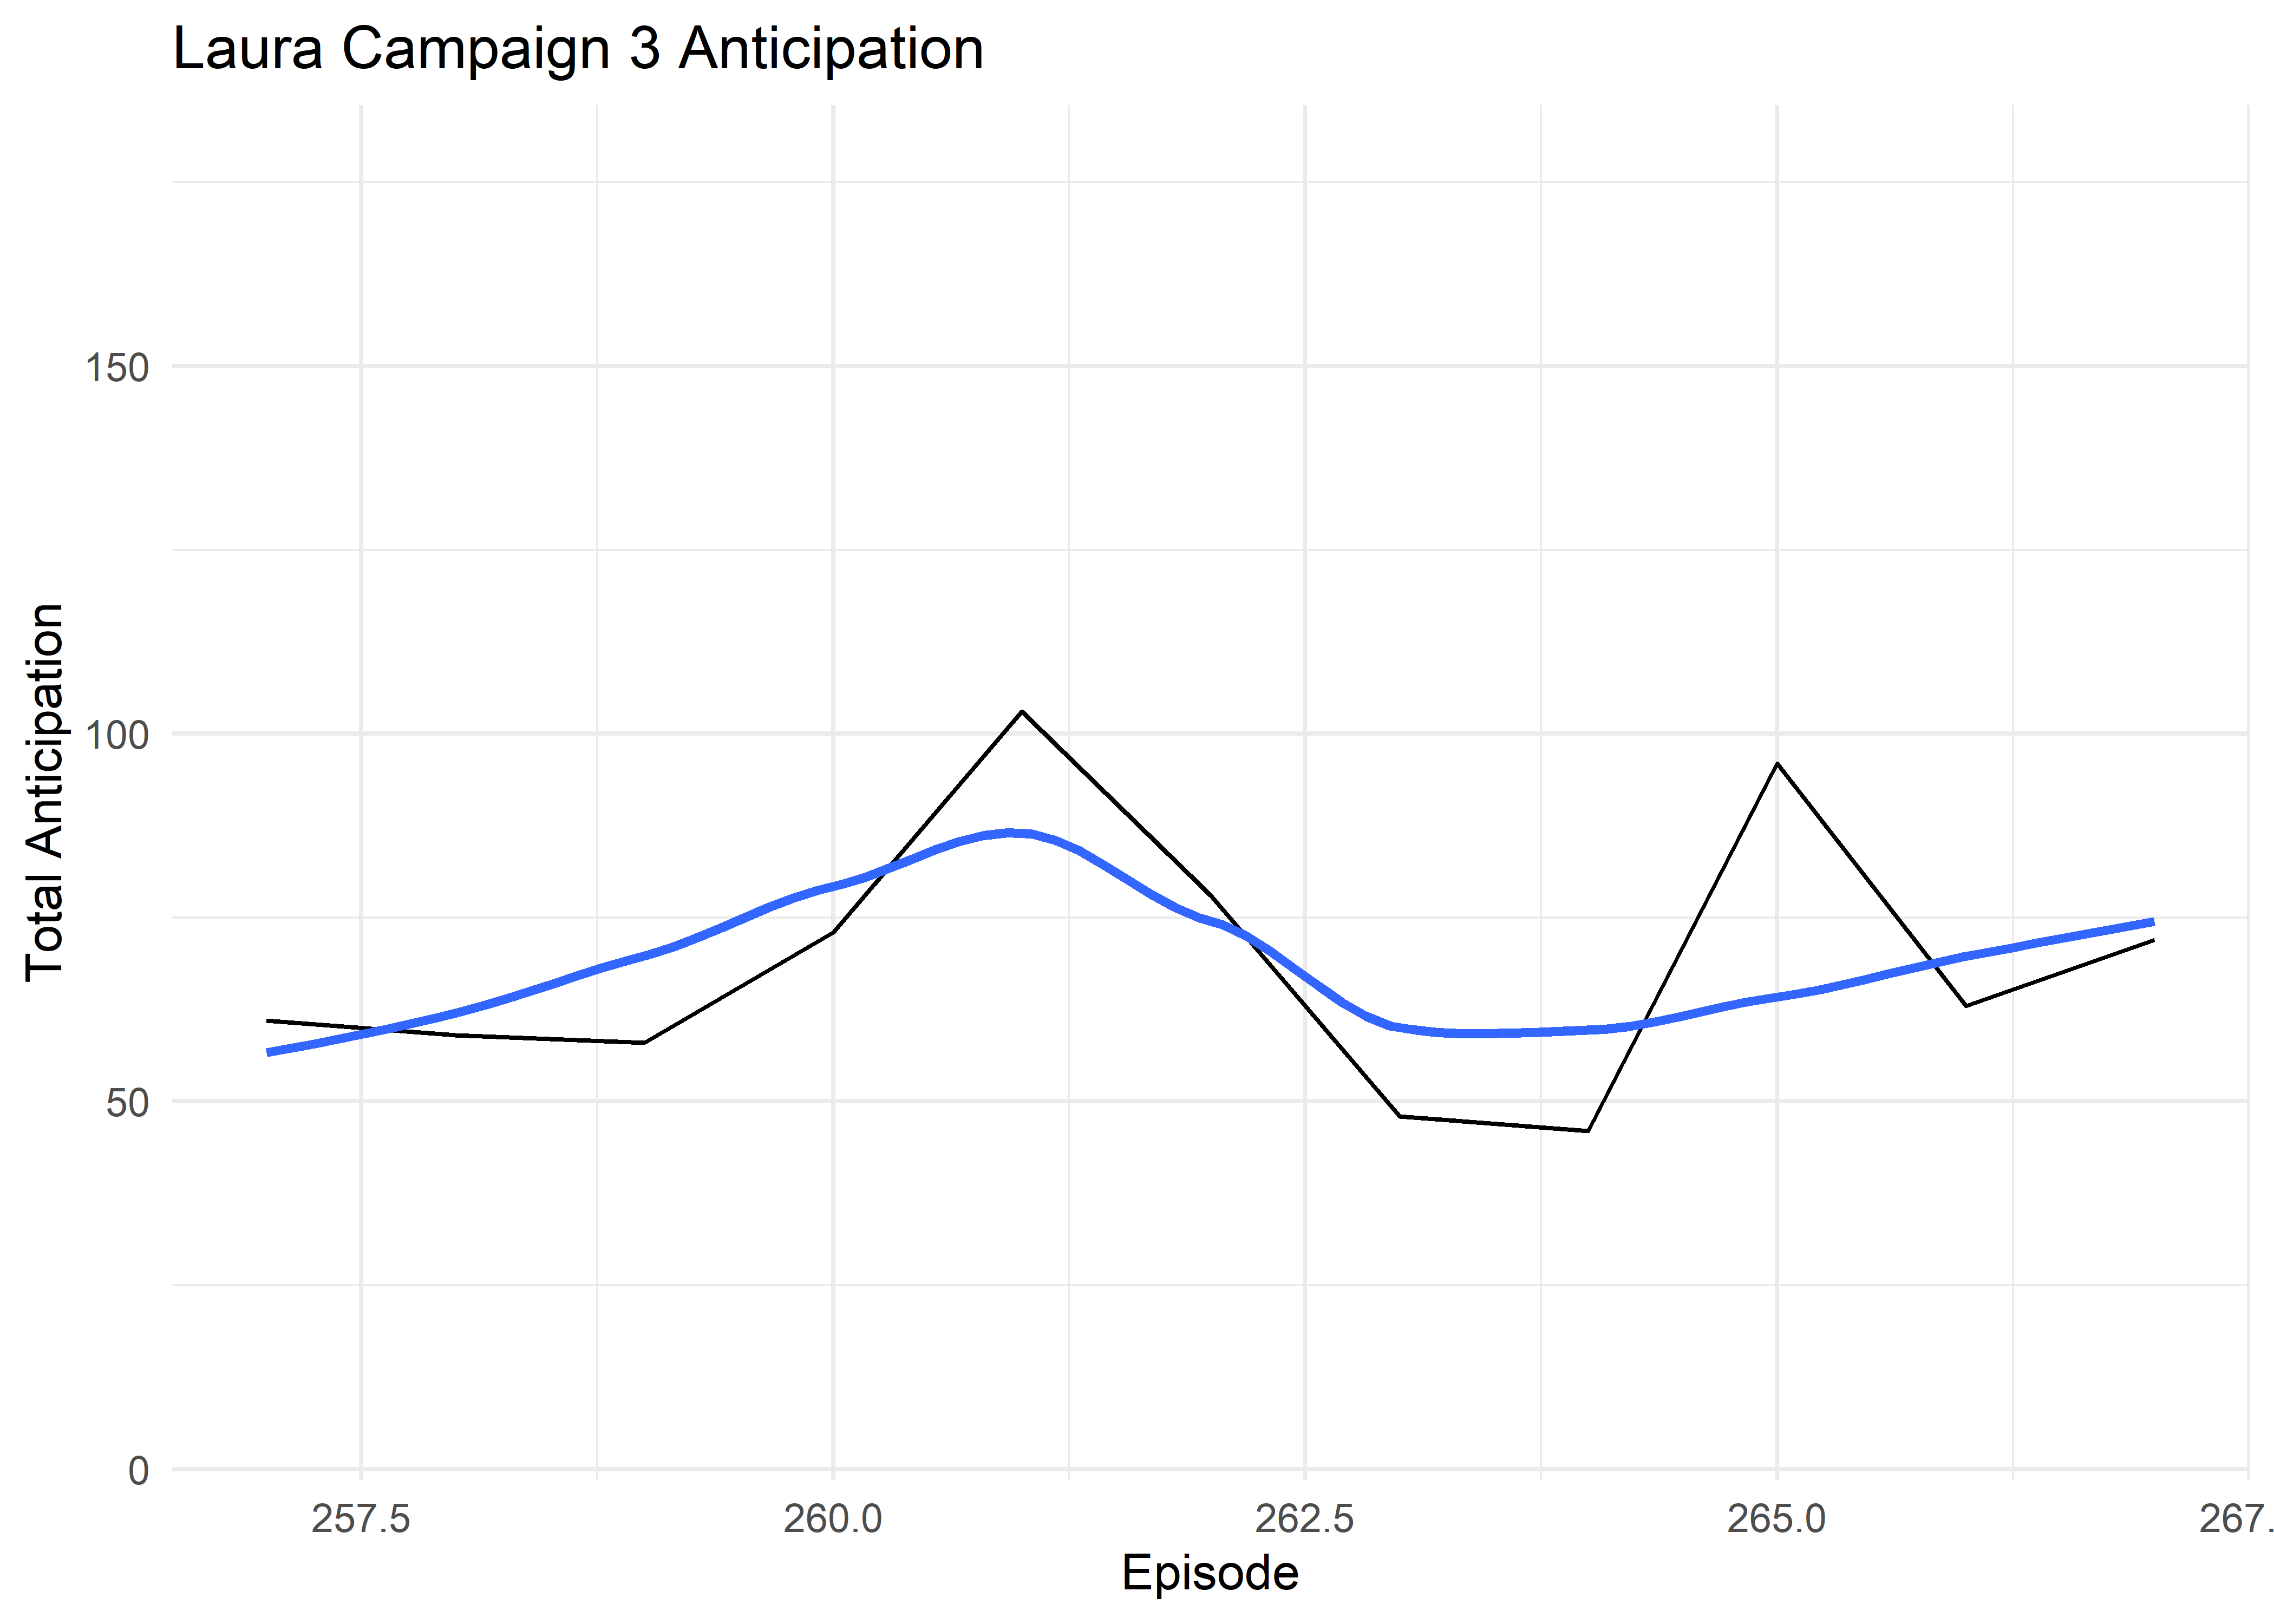 Laura Campaign 3 Anticipation
Total Anticipation
150
100
50
0
257.5 260.0 262.5 265.0 267.
Episode